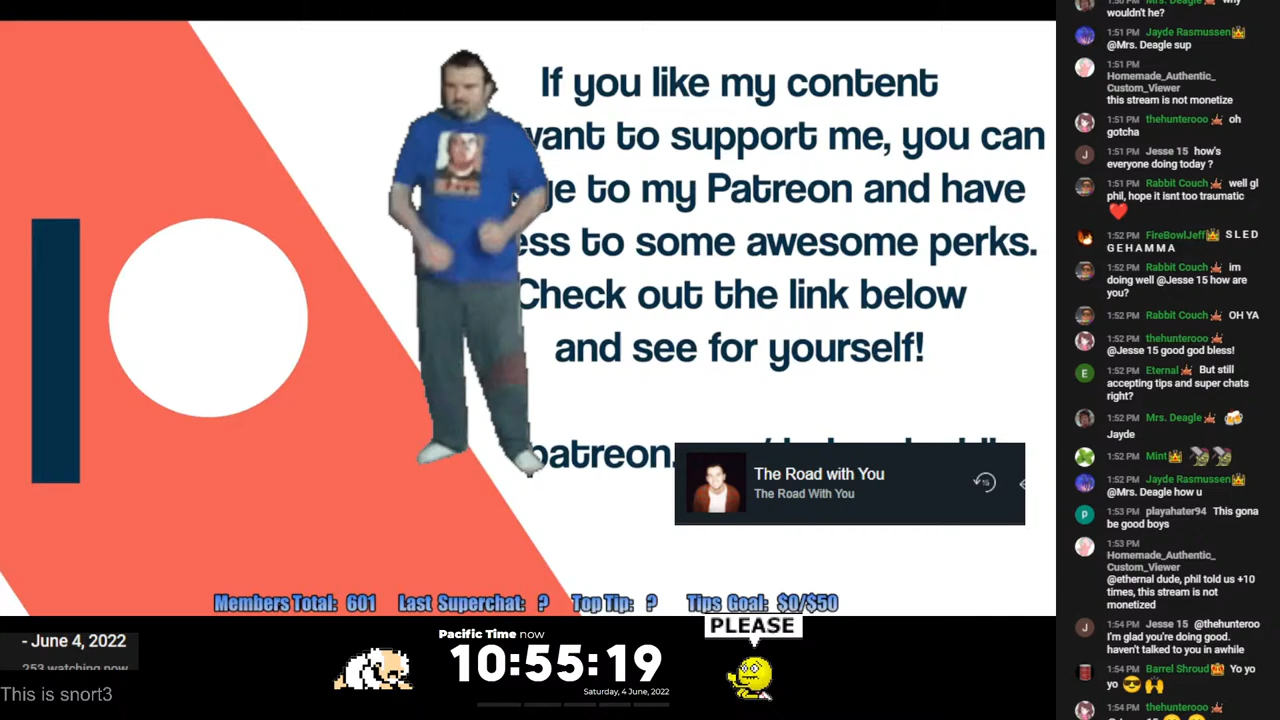 If you like my content
want to support me, you can
ge to my Patreon and have
ess to some awesome perks.
Check out the link below
and see for yourself!
patreon.
The Road with You
The Road With You
15
Members Total: 601 Last Superchat: ? Top Tip: ? Tips Goal: $0/$50
PLEASE
- June 4, 2022
253 watching now
This is snort3
Pacific Time now
10:55:19
Saturday, 4 June, 2022
Mrs. Deagle why
wouldn't he?
1:51 PM Jayde Rasmussen
@Mrs. Deagle sup
1:51 PM
Homemade_Authentic_
Custom_Viewer
this stream is not monetize
1:51 PM thehunterooo oh
gotcha
1:51 PM Jesse 15 how's
everyone doing today ?
1:51 PM Rabbit Couch well gl
phil, hope it isnt too traumatic
1:52 PM FireBowlJeff S L E D
G E H A M M A
1:52 PM Rabbit Couch im
doing well @Jesse 15 how are
you?
1:52 PM Rabbit Couch OH YA
1:52 PM thehunterooo
@Jesse 15 good god bless!
1:52 PM Eternal But still
accepting tips and super chats
right?
1:52 PM Mrs. Deagle
Jayde
1:52 PM Mint
1:52 PM Jayde Rasmussen
@Mrs. Deagle how u
1:53 PM playahater94 This gona
be good boys
1:53 PM
Homemade_Authentic_
Custom_Viewer
@ethernal dude, phil told us +10
times, this stream is not
monetized
1:54 PM Jesse 15 @thehunteroo
I'm glad you're doing good.
haven't talked to you in awhile
1:54 PM Barrel Shroud Yo yo
yo
1:54 PM thehunterooo